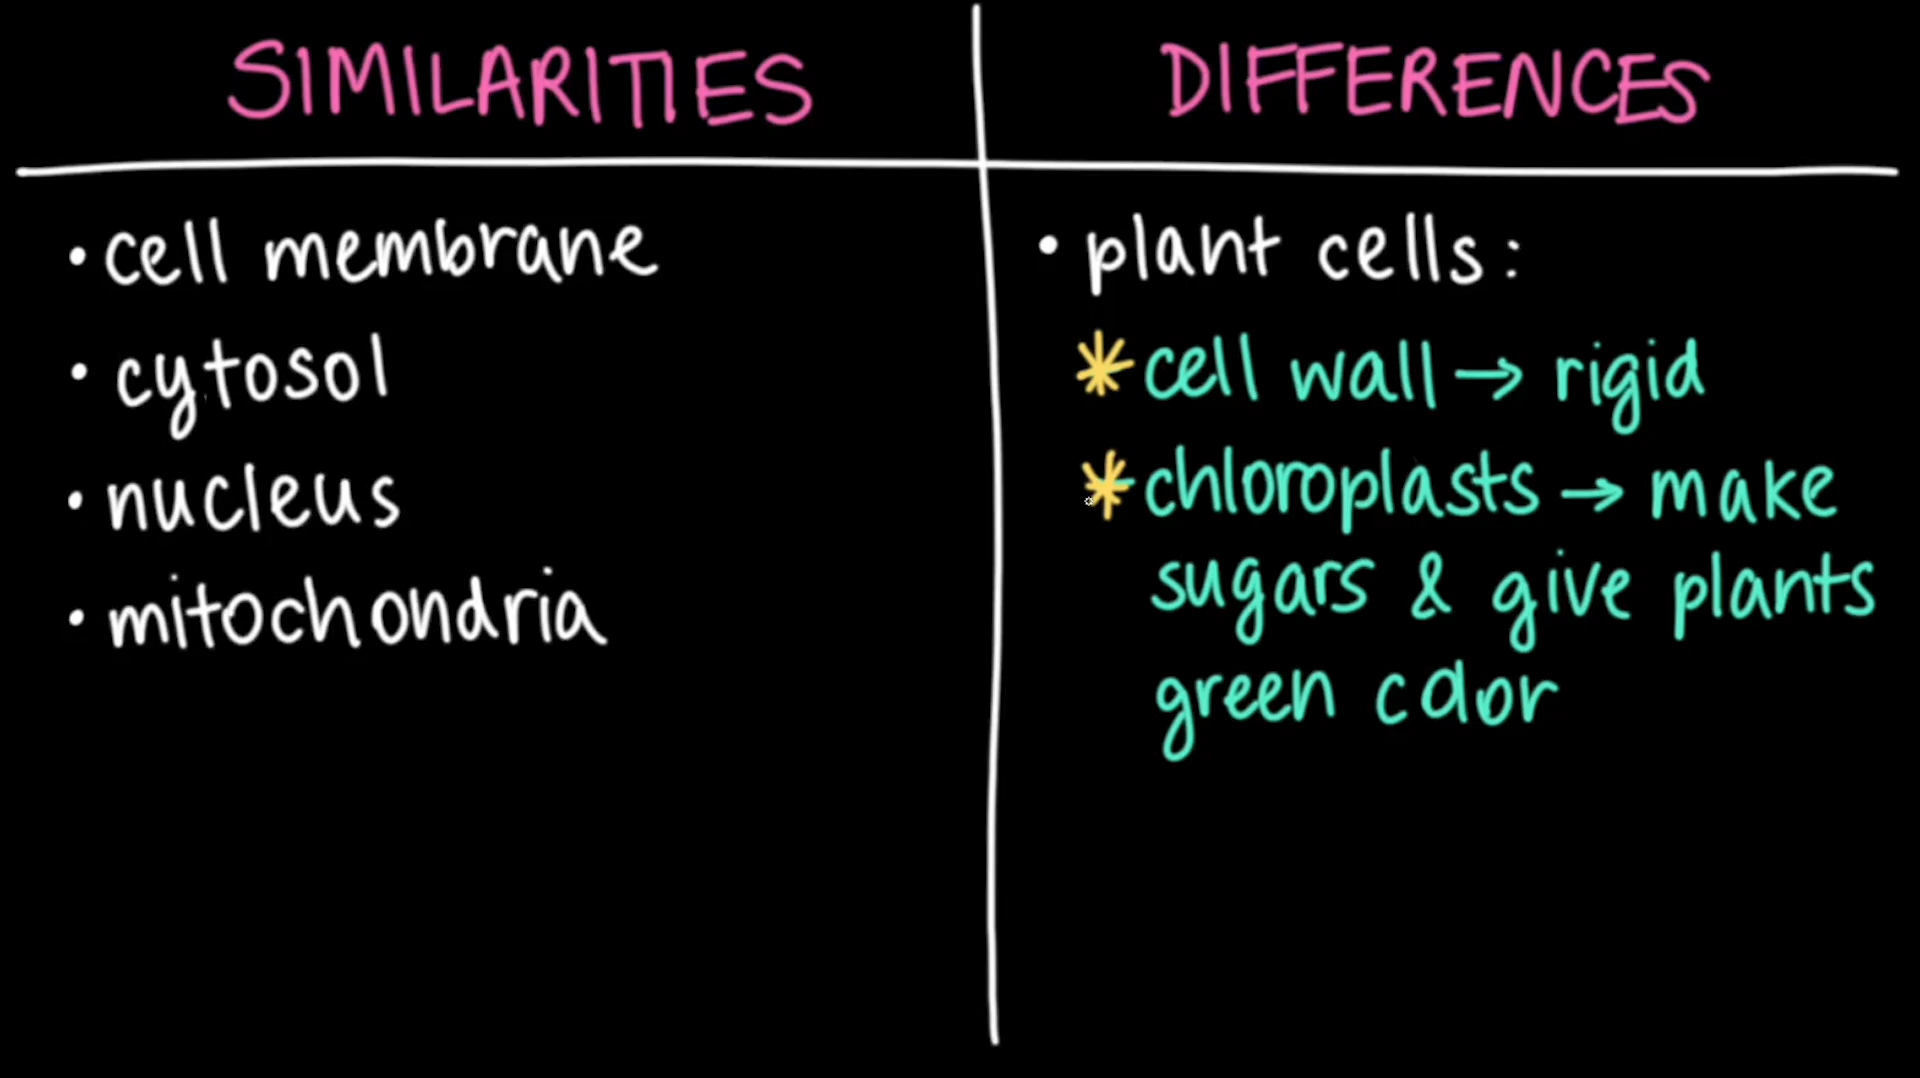 SIMILARITIES
DIFFERENCES
• cell membrane
• cytosol
• nucleus
• mitochondria
• plant cells:
* cell wall → rigid
* chloroplasts → make
sugars & give plants
green color